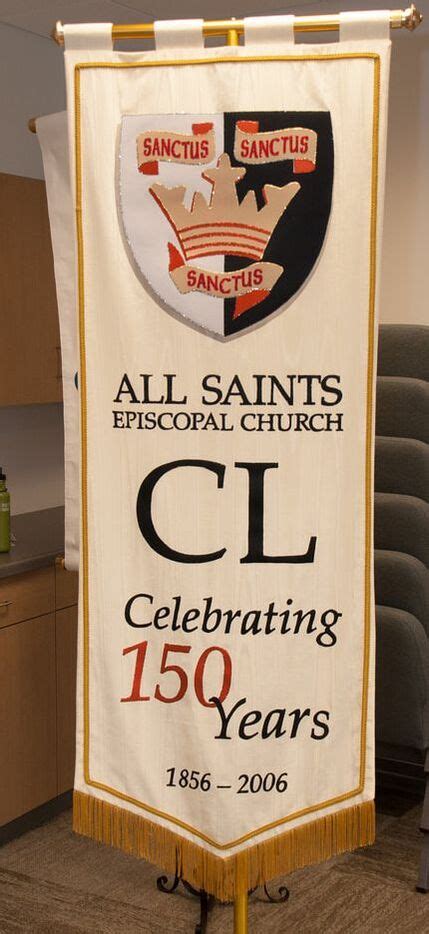 SANCTUS SANCTUS
SANCTUS
ALL SAINTS
EPISCOPAL CHURCH
CL
Celebrating
150
Years
1856 – 2006